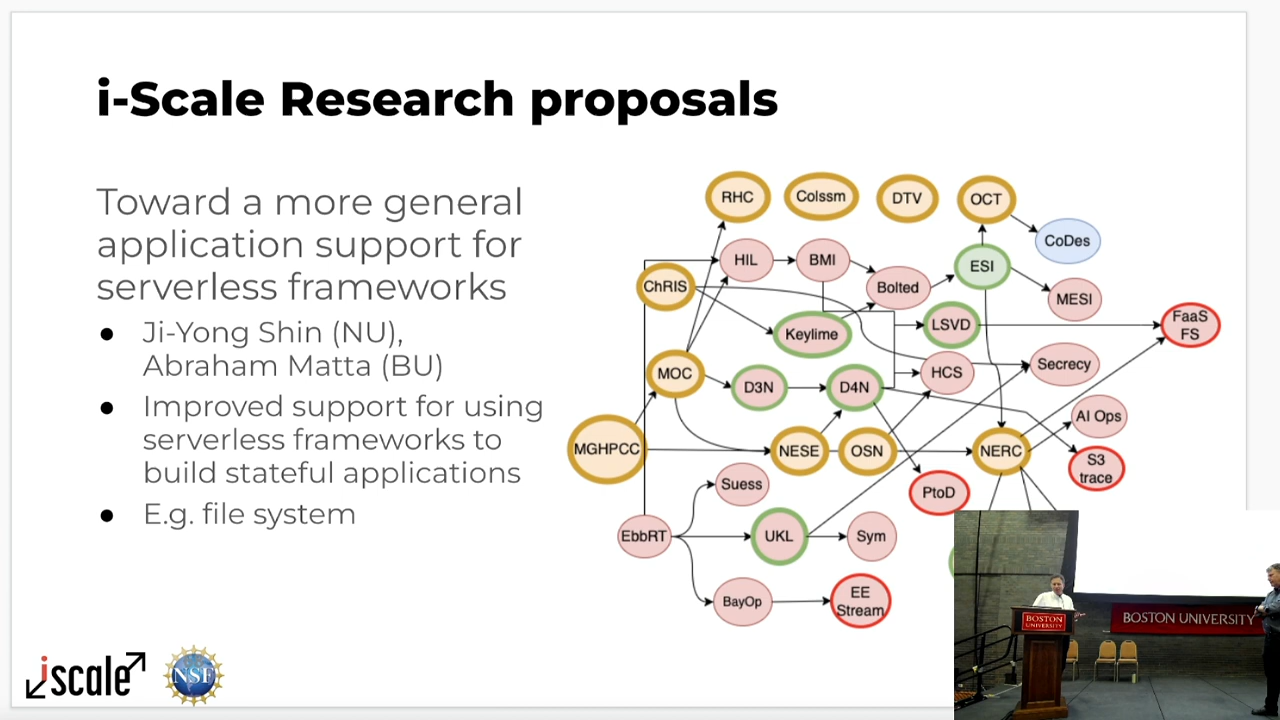 i-Scale Research proposals
Toward a more general
application support for
serverless frameworks
● Ji-Yong Shin (NU),
Abraham Matta (BU)
● Improved support for using
serverless frameworks to
build stateful applications
● E.g. file system
RHC
Colssm
DTV
OCT
CoDes
HIL
BMI
ESI
ChRIS
Bolted
MESI
Keylime
LSVD
FaaS
FS
MOC
D3N
D4N
HCS
Secrecy
AI Ops
MGHPCC
NESE
OSN
NERC
S3
trace
Suess
PtoD
EbbRT
UKL
Sym
BayOp
EE
Stream
iscale
NSF
BOSTON
UNIVERSITY
BOSTON UNIVERSITY